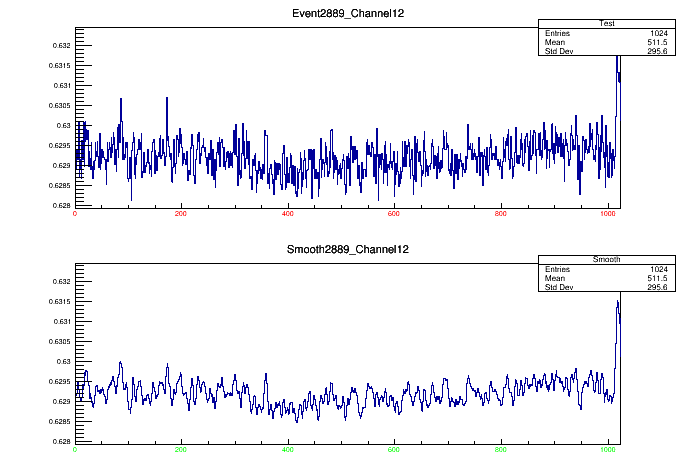 Event2889_Channel12
Test
Entries 1024
Mean 511.5
Std Dev 295.6
0.632
0.6315
0.631
0.6305
0.63
0.6295
0.629
0.6285
0.628
0 200 400 600 800 1000
Smooth2889_Channel12
Smooth
Entries 1024
Mean 511.5
Std Dev 295.6
0.632
0.6315
0.631
0.6305
0.63
0.6295
0.629
0.6285
0.628
0 200 400 600 800 1000